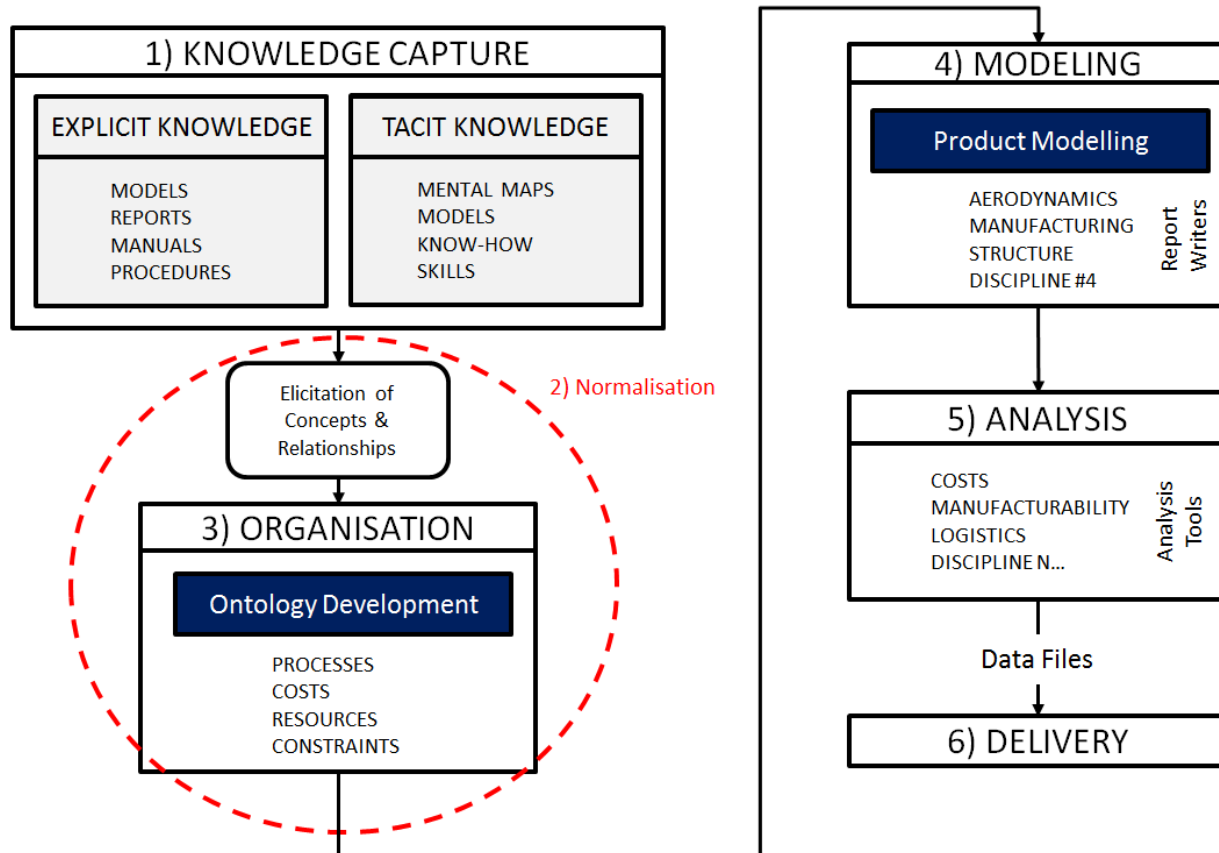 1) KNOWLEDGE CAPTURE
EXPLICIT KNOWLEDGE
MODELS
REPORTS
MANUALS
PROCEDURES
TACIT KNOWLEDGE
MENTAL MAPS
MODELS
KNOW-HOW
SKILLS
Elicitation of
Concepts &
Relationships
2) Normalisation
3) ORGANISATION
Ontology Development
PROCESSES
COSTS
RESOURCES
CONSTRAINTS
4) MODELING
Product Modelling
AERODYNAMICS
MANUFACTURING
STRUCTURE
DISCIPLINE #4
Report
Writers
5) ANALYSIS
COSTS
MANUFACTURABILITY
LOGISTICS
DISCIPLINE N...
Analysis
Tools
Data Files
6) DELIVERY